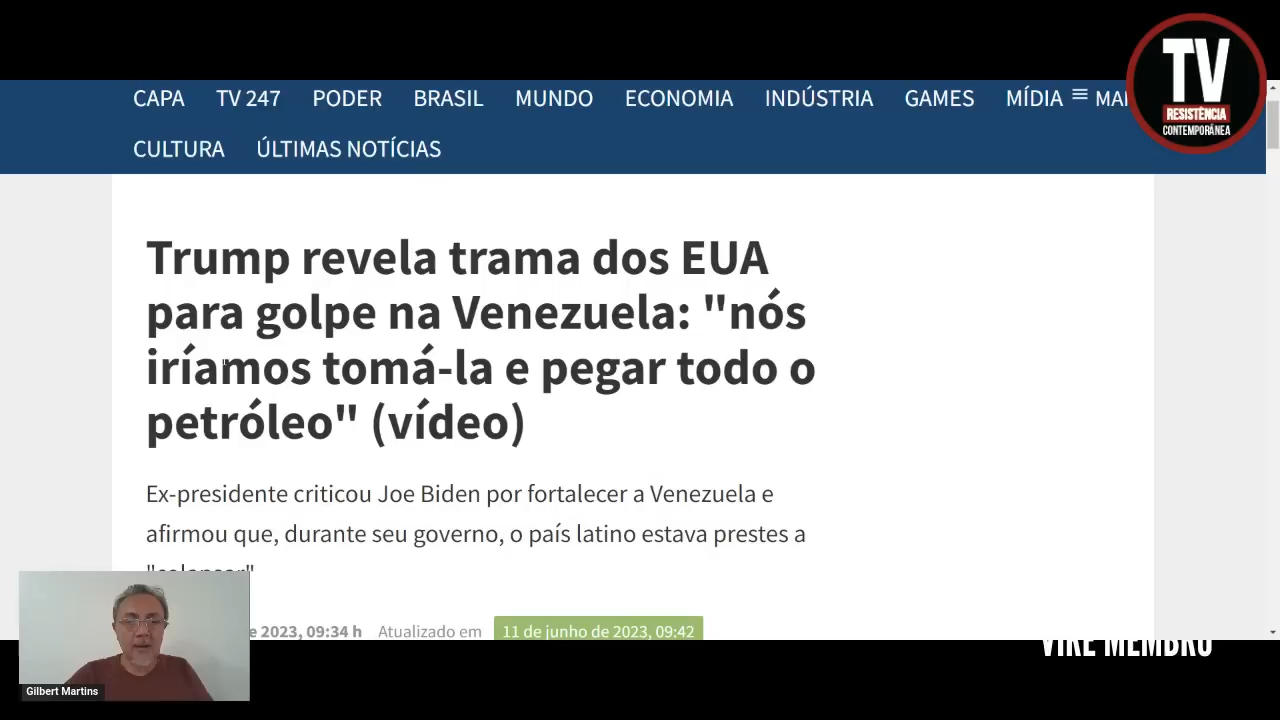 CAPA TV 247 PODER BRASIL MUNDO ECONOMIA INDÚSTRIA GAMES MÍDIA
CULTURA ÚLTIMAS NOTÍCIAS
TV
RESISTÊNCIA
CONTEMPORÂNEA
Trump revela trama dos EUA
para golpe na Venezuela: "nós
iríamos tomá-la e pegar todo o
petróleo" (vídeo)
Ex-presidente criticou Joe Biden por fortalecer a Venezuela e
afirmou que, durante seu governo, o país latino estava prestes a
2023, 09:34 h Atualizado em 11 de junho de 2023, 09:42
VIRE MEMBRO
Gilbert Martins